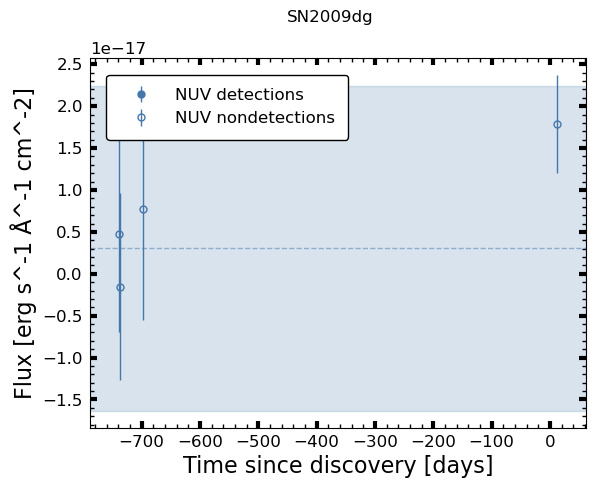 SN2009dg
1e−17
2.5
2.0
1.5
1.0
0.5
0.0
−0.5
−1.0
−1.5
Flux [erg s^-1 Å^-1 cm^-2]
NUV detections
NUV nondetections
−700 −600 −500 −400 −300 −200 −100 0
Time since discovery [days]